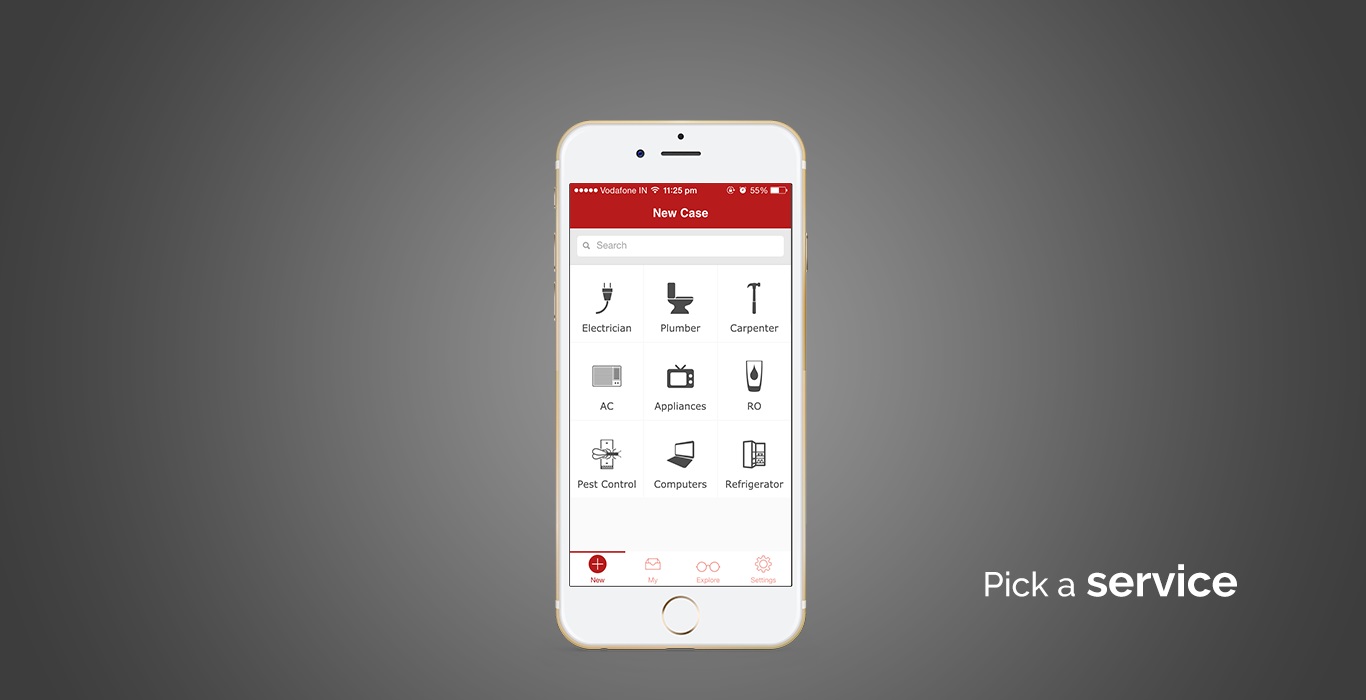 Vodafone IN 11:25 pm 55%
New Case
Search
Electrician Plumber Carpenter
AC Appliances RO
Pest Control Computers Refrigerator
New My Explore Settings
Pick a service